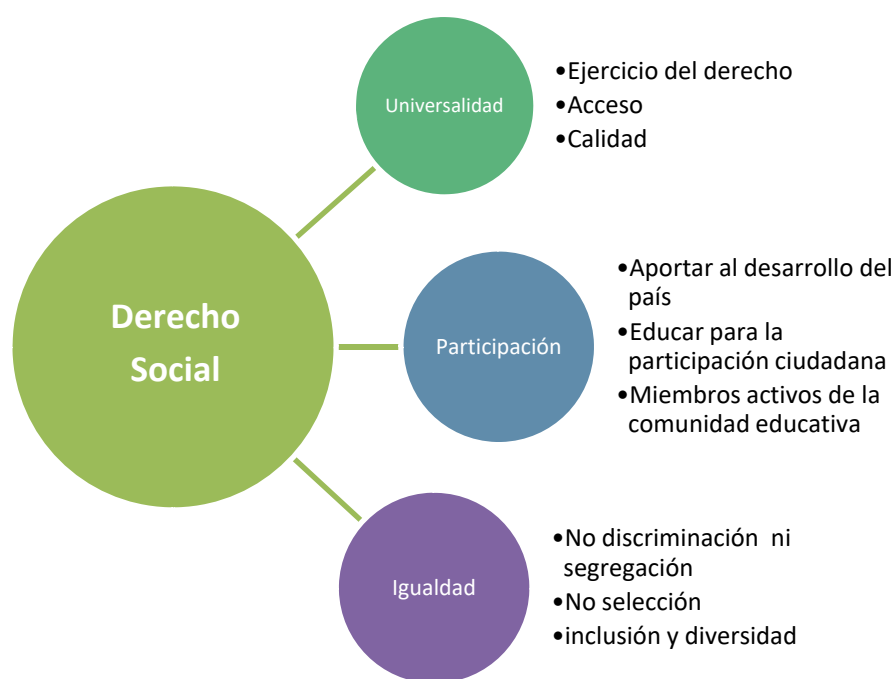 Derecho
Social
Universalidad
•Ejercicio del derecho
•Acceso
•Calidad
Participación
•Aportar al desarrollo del
país
•Educar para la
participación ciudadana
•Miembros activos de la
comunidad educativa
Igualdad
•No discriminación  ni
segregación
•No selección
•inclusión y diversidad